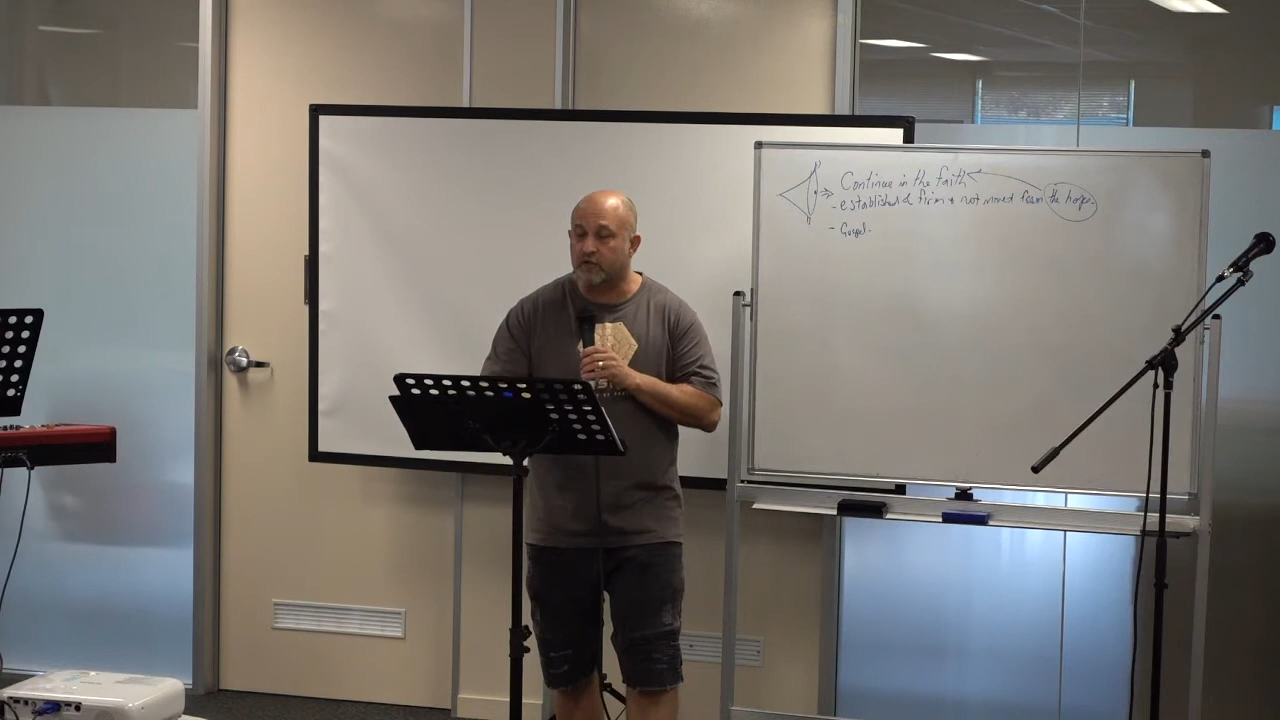 Continue in the faith
- established & firm & not moved from the hope.
- Gospel.